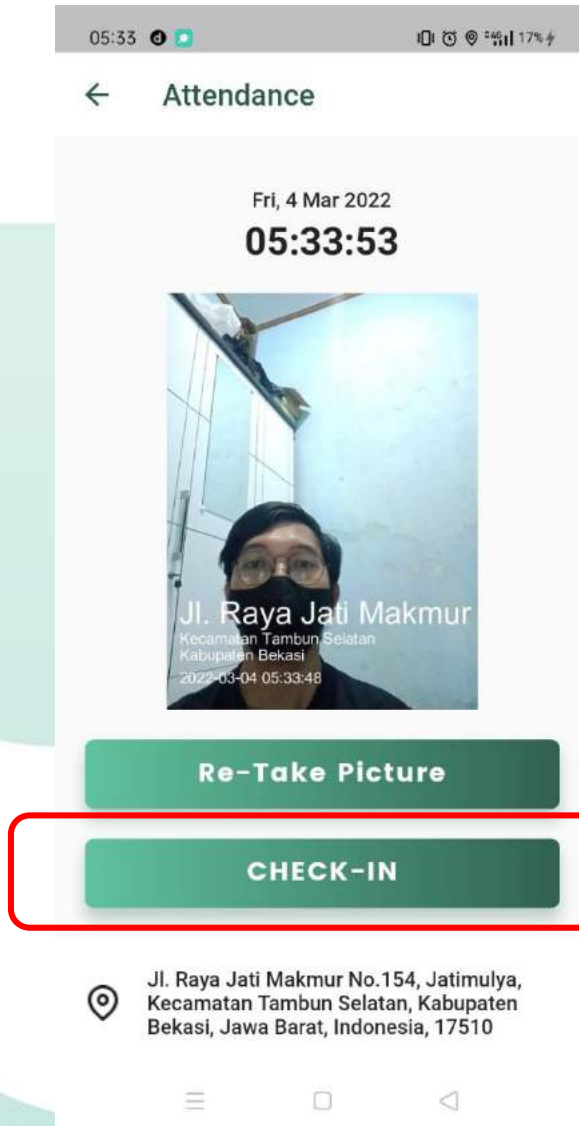 05:33 17%
Attendance
Fri, 4 Mar 2022
05:33:53
Jl. Raya Jati Makmur
Kecamatan Tambun Selatan
Kabupaten Bekasi
2022-03-04 05:33:48
Re-Take Picture
CHECK-IN
Jl. Raya Jati Makmur No.154, Jatimulya,
Kecamatan Tambun Selatan, Kabupaten
Bekasi, Jawa Barat, Indonesia, 17510